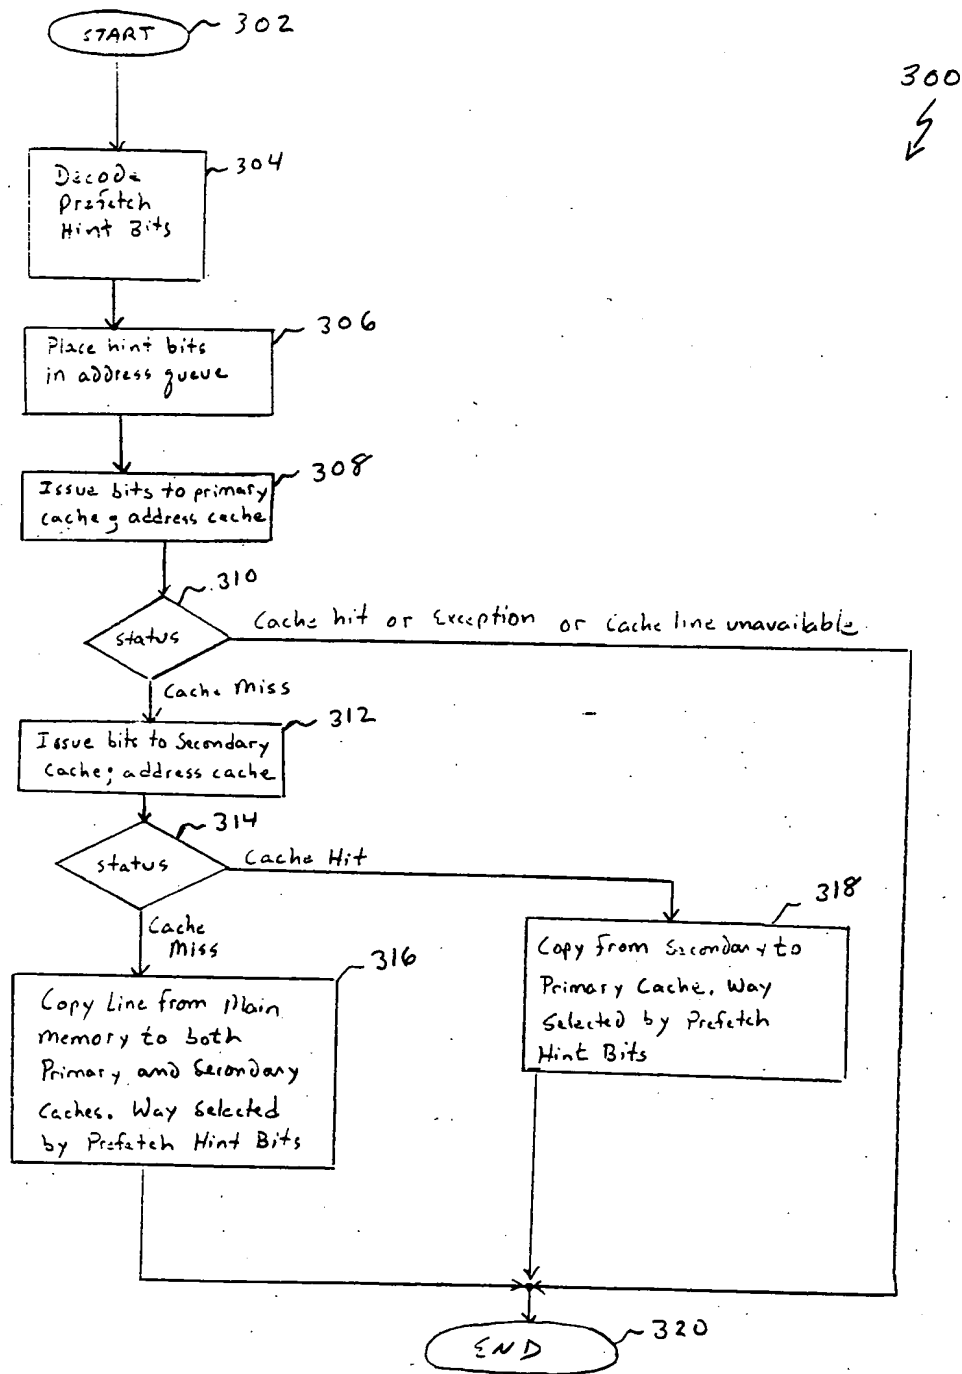 START
302
300
304
Decode
Prefetch
Hint Bits
306
Place hint bits
in address queue
308
Issue bits to primary
cache; address cache
310
status
Cache hit or Exception or Cache line unavailable
Cache Miss
312
Issue bits to Secondary
Cache; address cache
314
status
Cache Hit
Cache
Miss
318
Copy from Secondary to
Primary Cache. Way
Selected by Prefetch
Hint Bits
316
Copy Line from Main
memory to both
Primary and Secondary
Caches. Way Selected
by Prefetch Hint Bits
320
END